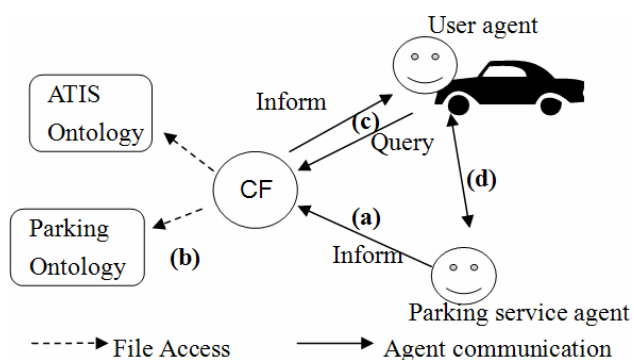 User agent
ATIS
Ontology
Inform
(c)
Query
CF
(d)
(a)
Parking
Ontology
(b)
Inform
Parking service agent
File Access
Agent communication